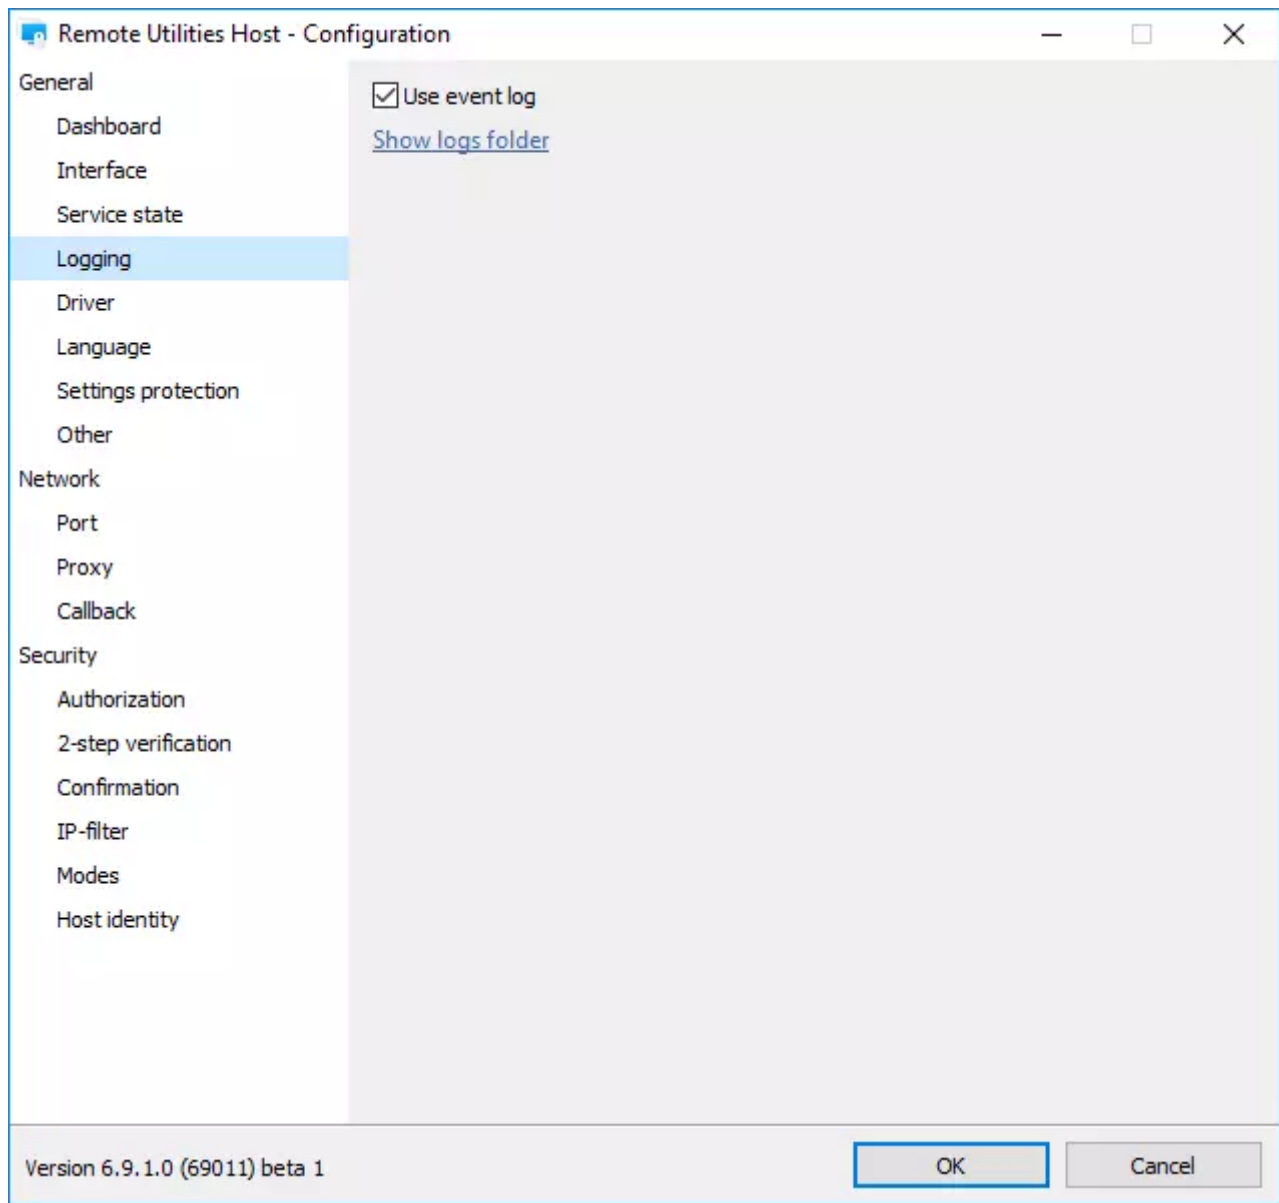 Remote Utilities Host - Configuration
General
Dashboard
Interface
Service state
Logging
Driver
Language
Settings protection
Other
Network
Port
Proxy
Callback
Security
Authorization
2-step verification
Confirmation
IP-filter
Modes
Host identity
Use event log
Show logs folder
Version 6.9.1.0 (69011) beta 1
OK
Cancel